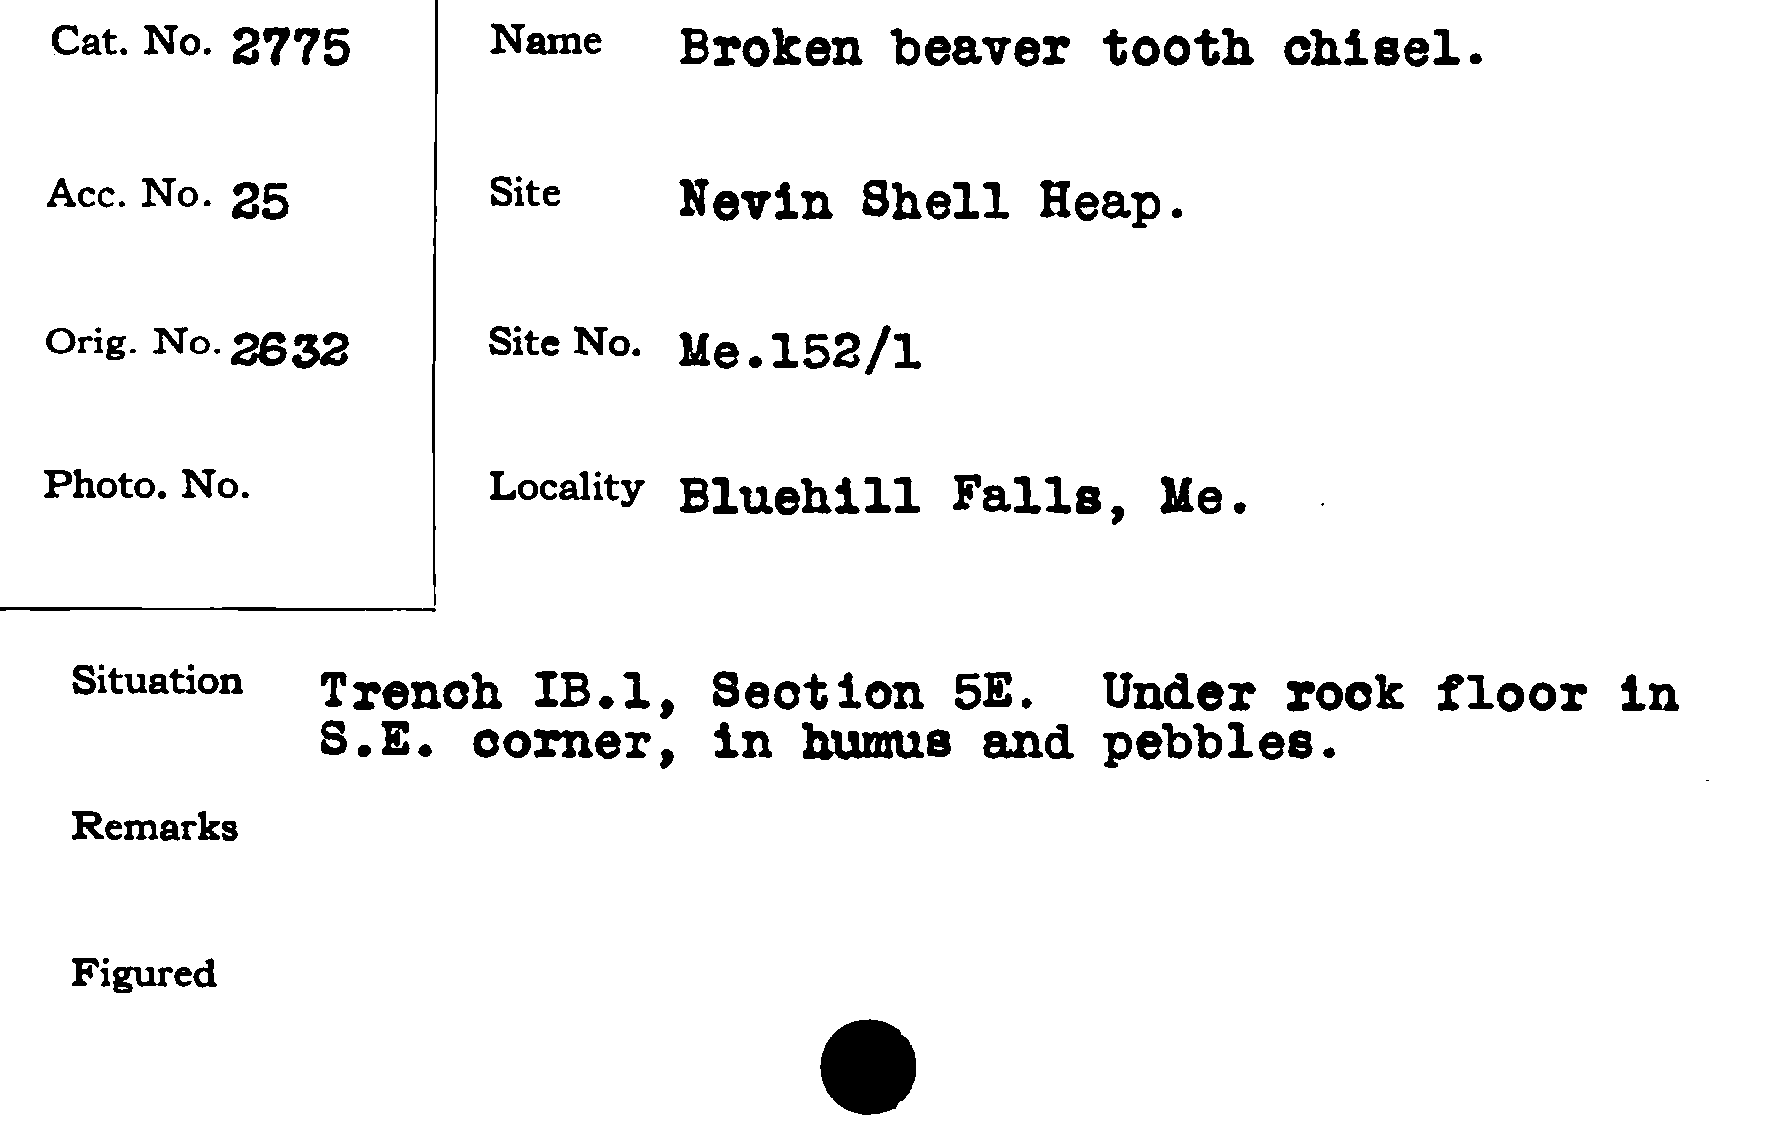 Cat. No. 2775
Name Broken beaver tooth chisel.
Acc. No. 25
Site Nevin Shell Heap.
Orig. No. 2632
Site No. Me.152/1
Photo. No.
Locality Bluehill Falls, Me.
Situation Trench IB.1, Section 5E. Under rock floor in
S.E. corner, in humus and pebbles.
Remarks
Figured